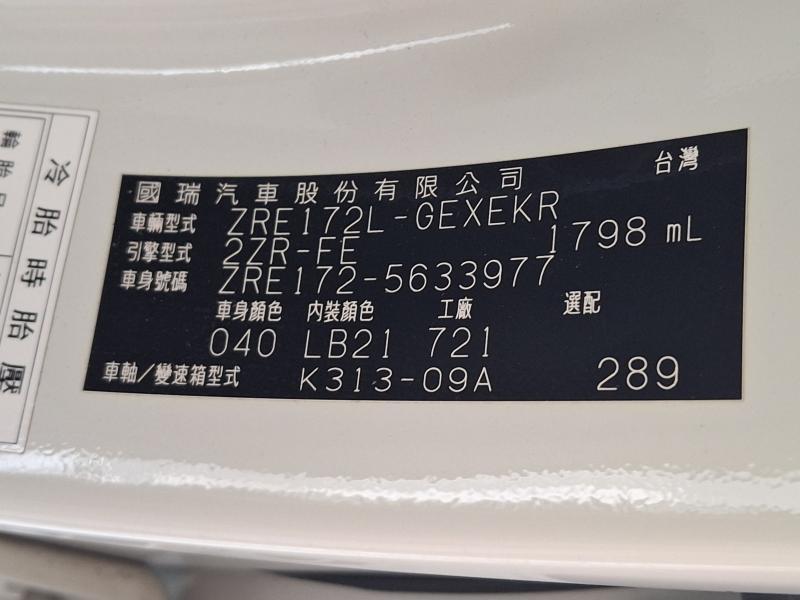 國瑞汽車股份有限公司 台灣
車輛型式 ZRE172L-GEXEKR
引擎型式 2ZR-FE 1798 mL
車身號碼 ZRE172-5633977
車身顏色 內裝顏色 工廠 選配
040 LB21 721
車軸/變速箱型式 K313-09A 289
冷胎時胎壓
輪胎